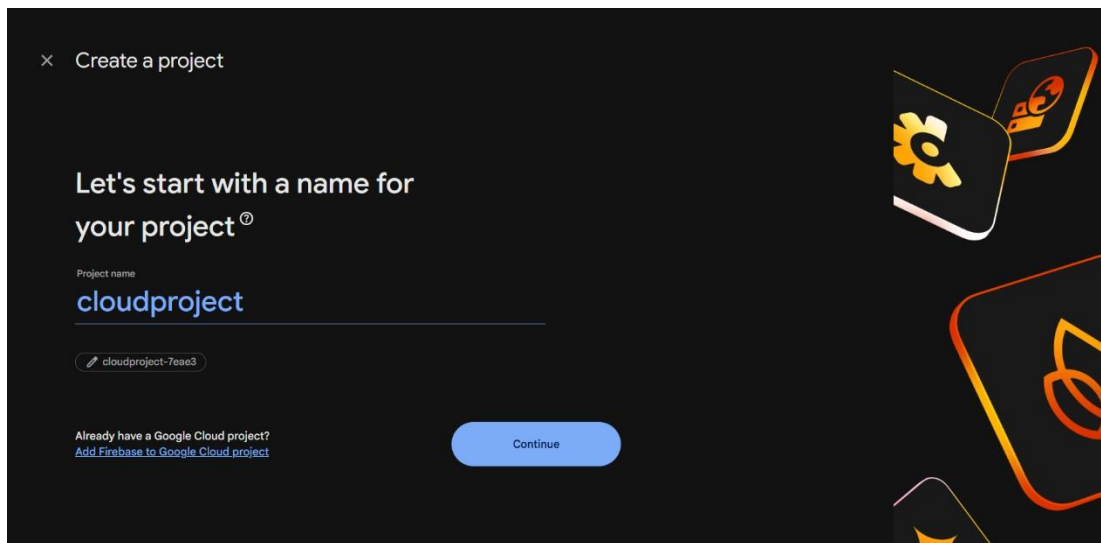 Create a project
Let's start with a name for
your project
Project name
cloudproject
cloudproject-7eae3
Already have a Google Cloud project?
Add Firebase to Google Cloud project
Continue